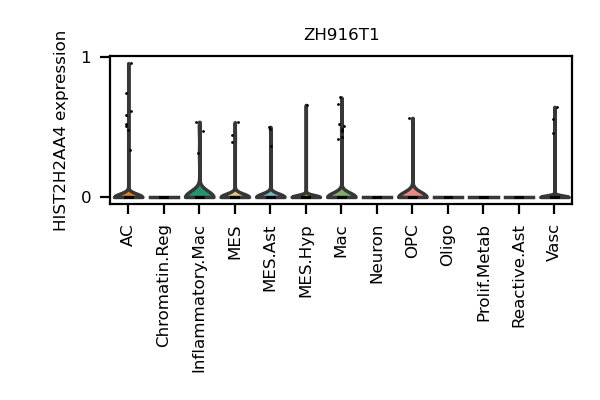 ZH916T1
HIST2H2AA4 expression
1
0
AC
Chromatin.Reg
Inflammatory.Mac
MES
MES.Ast
MES.Hyp
Mac
Neuron
OPC
Oligo
Prolif.Metab
Reactive.Ast
Vasc